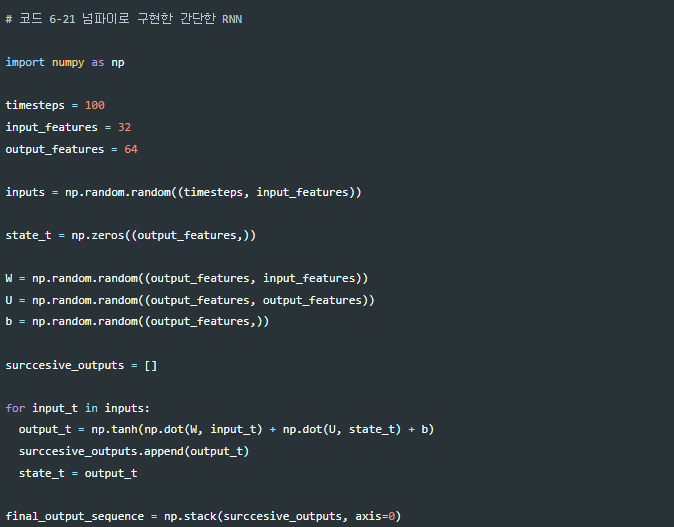 # 코드 6-21 넘파이로 구현한 간단한 RNN
import numpy as np
timesteps = 100
input_features = 32
output_features = 64
inputs = np.random.random((timesteps, input_features))
state_t = np.zeros((output_features,))
W = np.random.random((output_features, input_features))
U = np.random.random((output_features, output_features))
b = np.random.random((output_features,))
surccesive_outputs = []
for input_t in inputs:
  output_t = np.tanh(np.dot(W, input_t) + np.dot(U, state_t) + b)
  surccesive_outputs.append(output_t)
  state_t = output_t
final_output_sequence = np.stack(surccesive_outputs, axis=0)